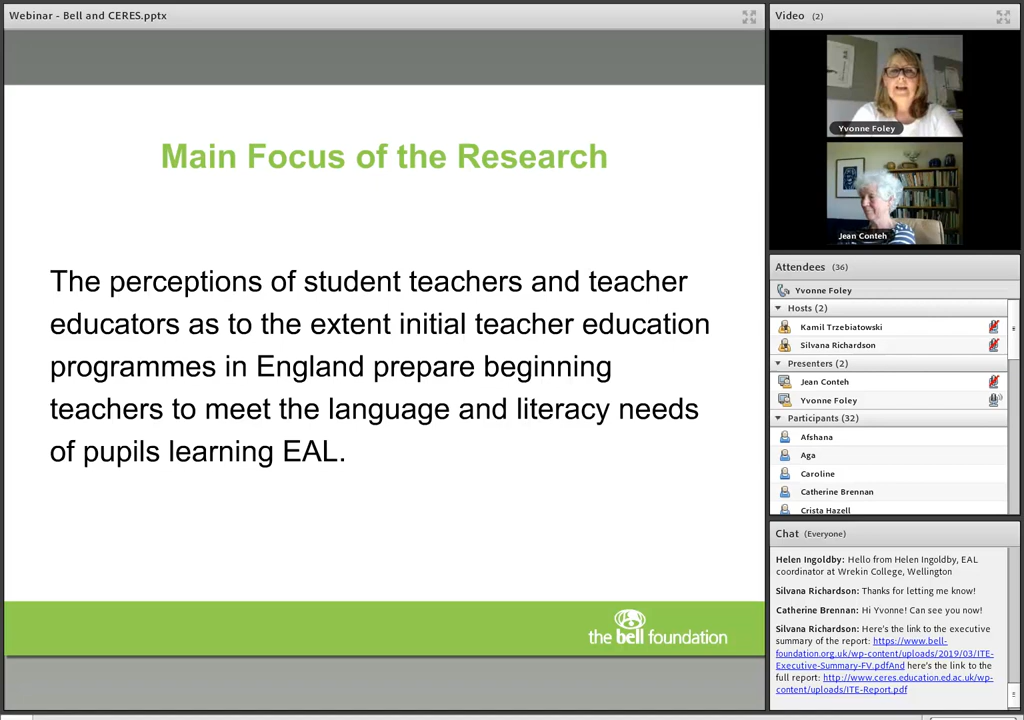 Webinar - Bell and CERES.pptx
Main Focus of the Research
The perceptions of student teachers and teacher
educators as to the extent initial teacher education
programmes in England prepare beginning
teachers to meet the language and literacy needs
of pupils learning EAL.
the bell foundation
Video (2)
Yvonne Foley
Jean Conteh
Attendees (36)
Yvonne Foley
Hosts (2)
Kamil Trzebiatowski
Silvana Richardson
Presenters (2)
Jean Conteh
Yvonne Foley
Participants (32)
Afshana
Aga
Caroline
Catherine Brennan
Crista Hazell
Chat (Everyone)
Helen Ingoldby: Hello from Helen Ingoldby, EAL
coordinator at Wrekin College, Wellington
Silvana Richardson: Thanks for letting me know!
Catherine Brennan: Hi Yvonne! Can see you now!
Silvana Richardson: Here's the link to the executive
summary of the report: https://www.bell-
foundation.org.uk/wp-content/uploads/2019/03/ITE-
Executive-Summary-FV.pdfAnd here's the link to the
full report: http://www.ceres.education.ed.ac.uk/wp-
content/uploads/ITE-Report.pdf